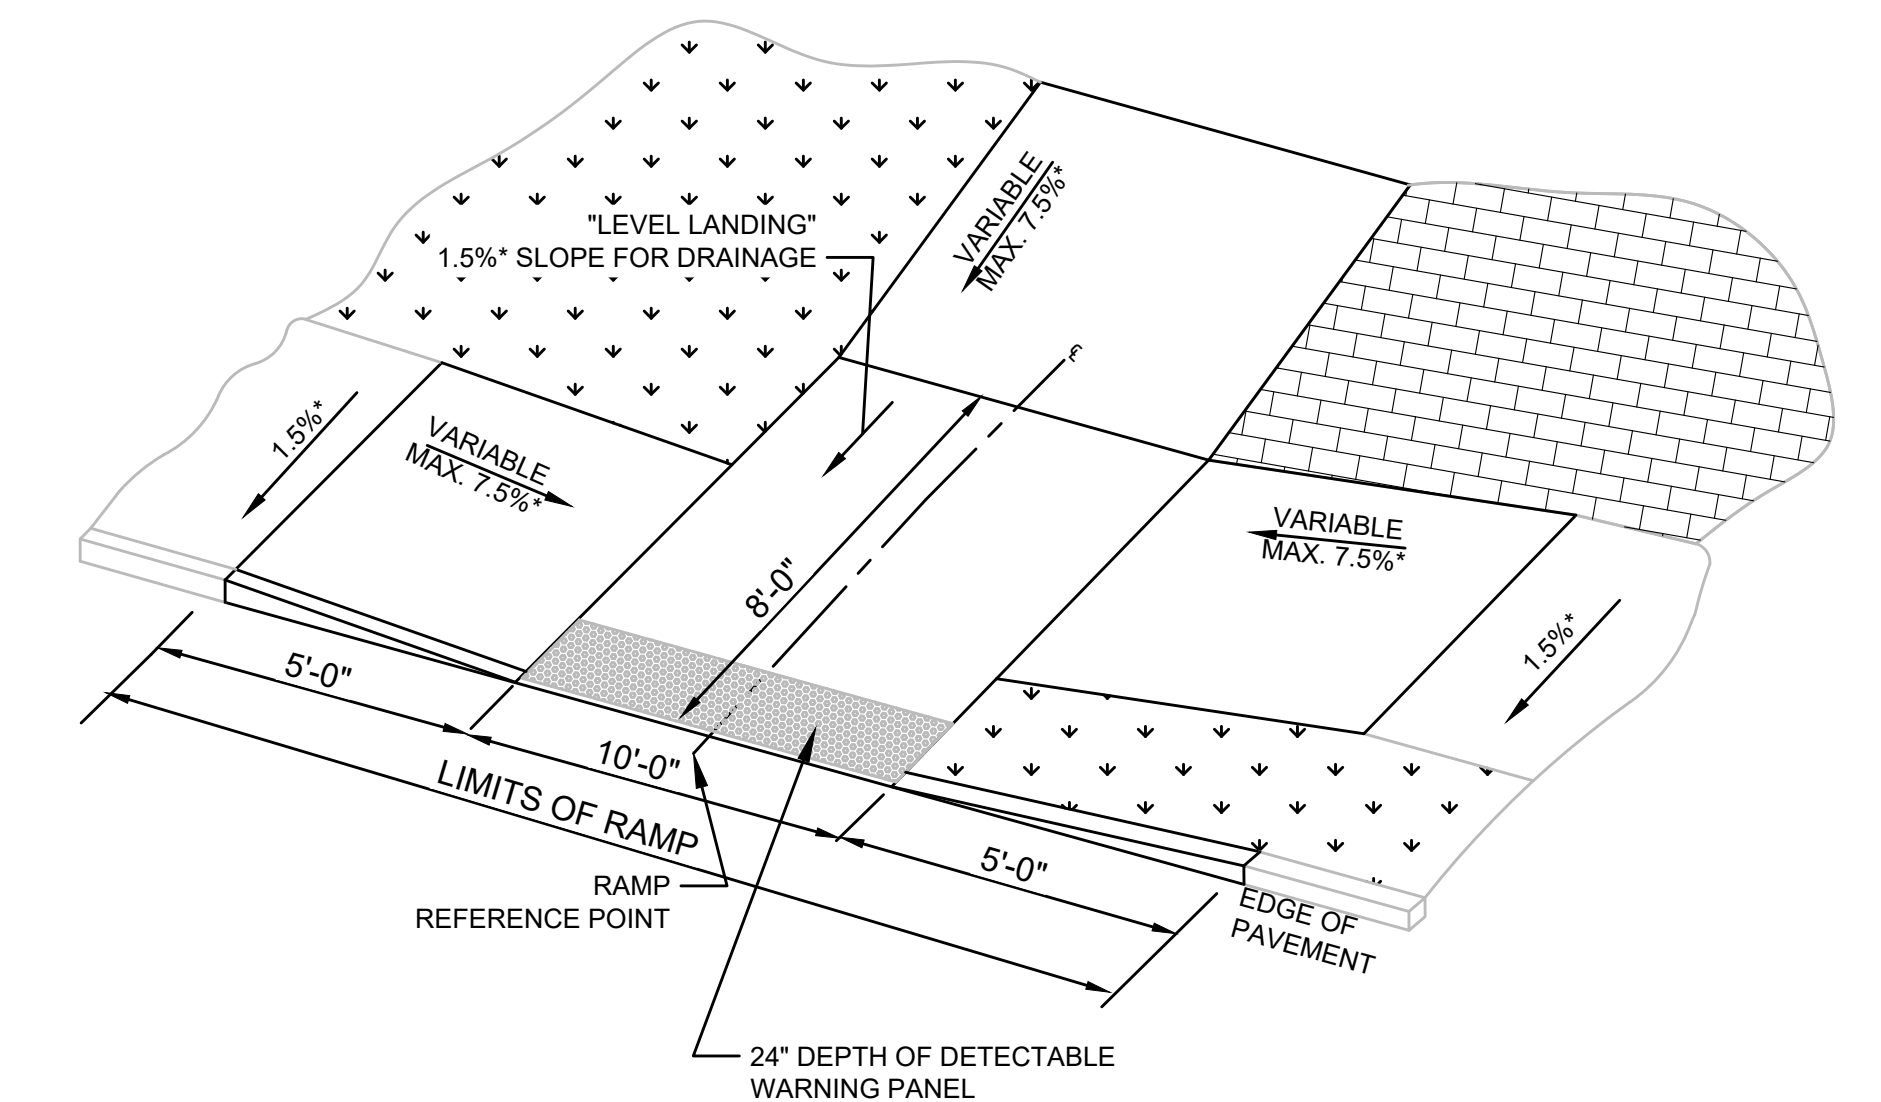 VARIABLE
MAX. 7.5%*
"LEVEL LANDING"
1.5%* SLOPE FOR DRAINAGE
℄
1.5%*
VARIABLE
MAX. 7.5%*
VARIABLE
MAX. 7.5%*
8'-0"
1.5%*
5'-0"
10'-0"
LIMITS OF RAMP
5'-0"
RAMP
REFERENCE POINT
EDGE OF
PAVEMENT
24" DEPTH OF DETECTABLE
WARNING PANEL